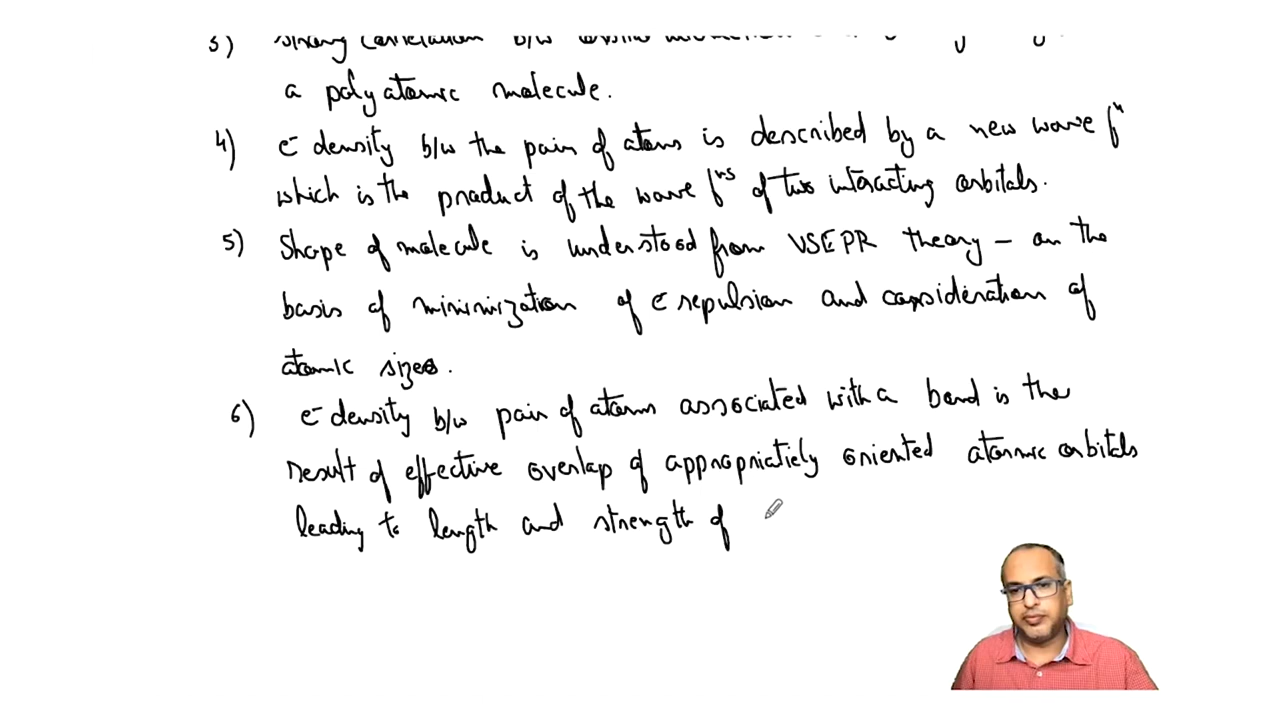 3) strong correlation b/w
a polyatomic molecule.
4) e⁻ density b/w the pair of atoms is described by a new wave fⁿ
which is the product of the wave fⁿˢ of two interacting orbitals.
5) Shape of molecule is understood from VSEPR theory – on the
basis of minimization of e⁻ repulsion and consideration of
atomic sizes.
6) e⁻ density b/w pair of atoms associated with a bond is the
result of effective overlap of appropriately oriented atomic orbitals
leading to length and strength of